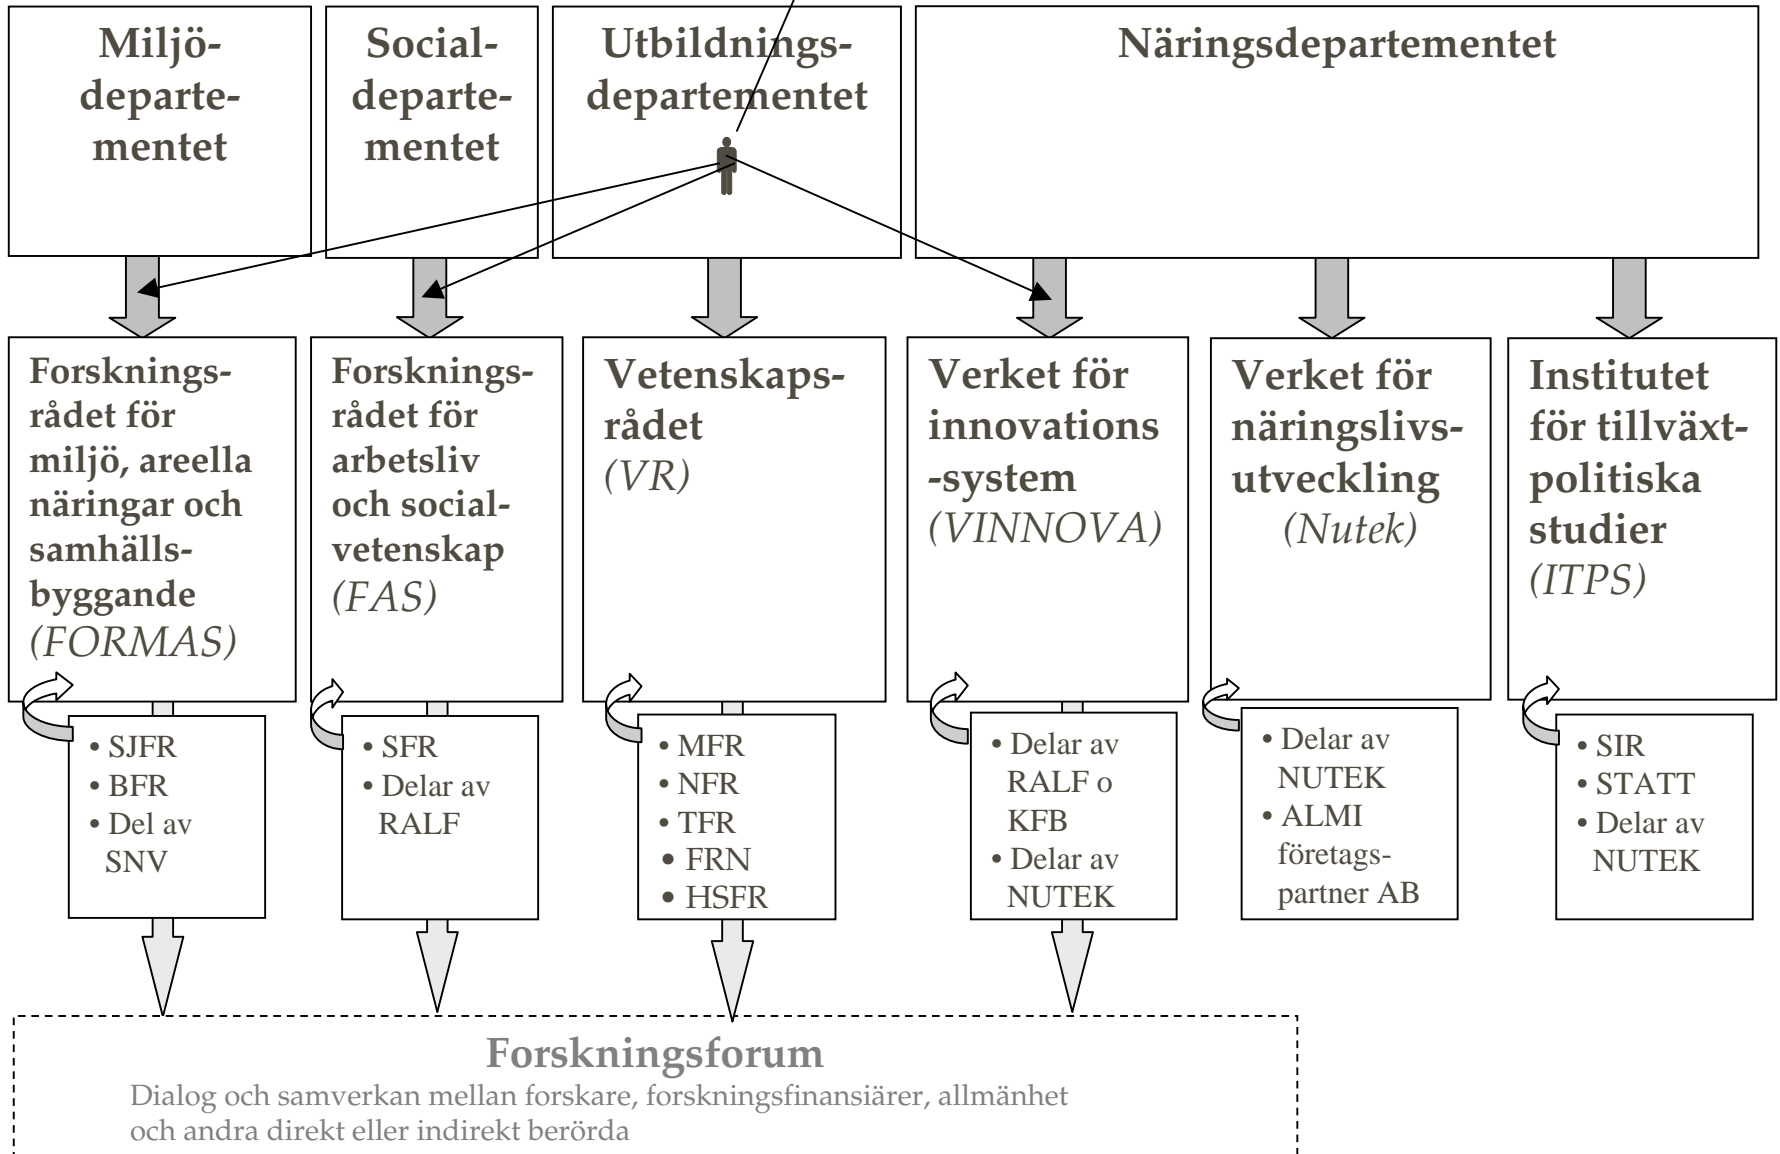 Miljö-
departe-
mentet
Social-
departe-
mentet
Utbildnings-
departementet
Näringsdepartementet
Forsknings-
rådet för
miljö, areella
näringar och
samhälls-
byggande
(FORMAS)
Forsknings-
rådet för
arbetsliv
och social-
vetenskap
(FAS)
Vetenskaps-
rådet
(VR)
Verket för
innovations
-system
(VINNOVA)
Verket för
näringslivs-
utveckling
(Nutek)
Institutet
för tillväxt-
politiska
studier
(ITPS)
• SJFR
• BFR
• Del av
SNV
• SFR
• Delar av
RALF
• MFR
• NFR
• TFR
• FRN
• HSFR
• Delar av
RALF o
KFB
• Delar av
NUTEK
• Delar av
NUTEK
• ALMI
företags-
partner AB
• SIR
• STATT
• Delar av
NUTEK
Forskningsforum
Dialog och samverkan mellan forskare, forskningsfinansiärer, allmänhet
och andra direkt eller indirekt berörda